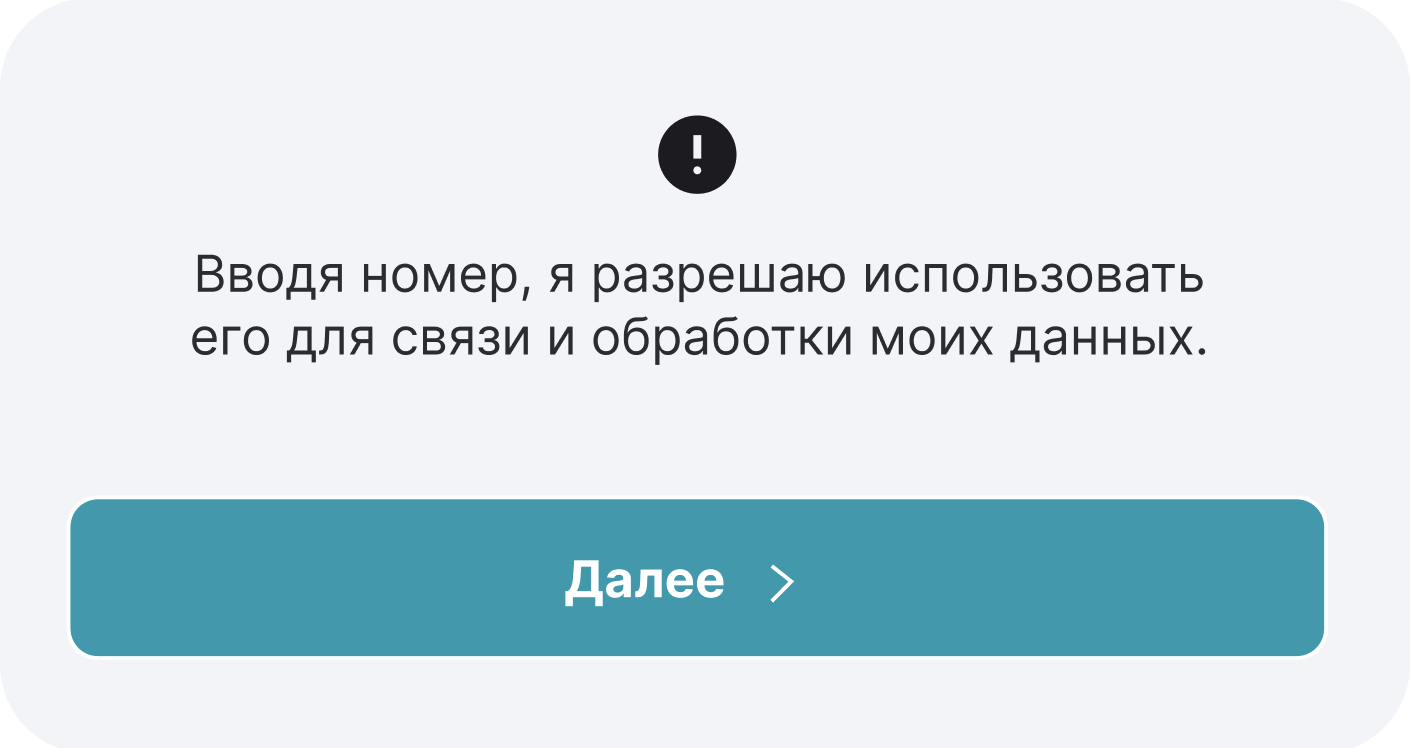 Вводя номер, я разрешаю использовать
его для связи и обработки моих данных.
Далее